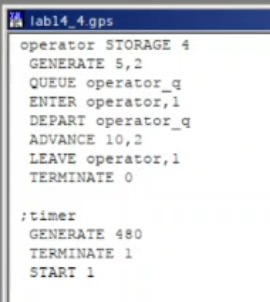 lab14_4.gps
operator STORAGE 4
GENERATE 5,2
QUEUE operator_q
ENTER operator,1
DEPART operator_q
ADVANCE 10,2
LEAVE operator,1
TERMINATE 0
;timer
GENERATE 480
TERMINATE 1
START 1